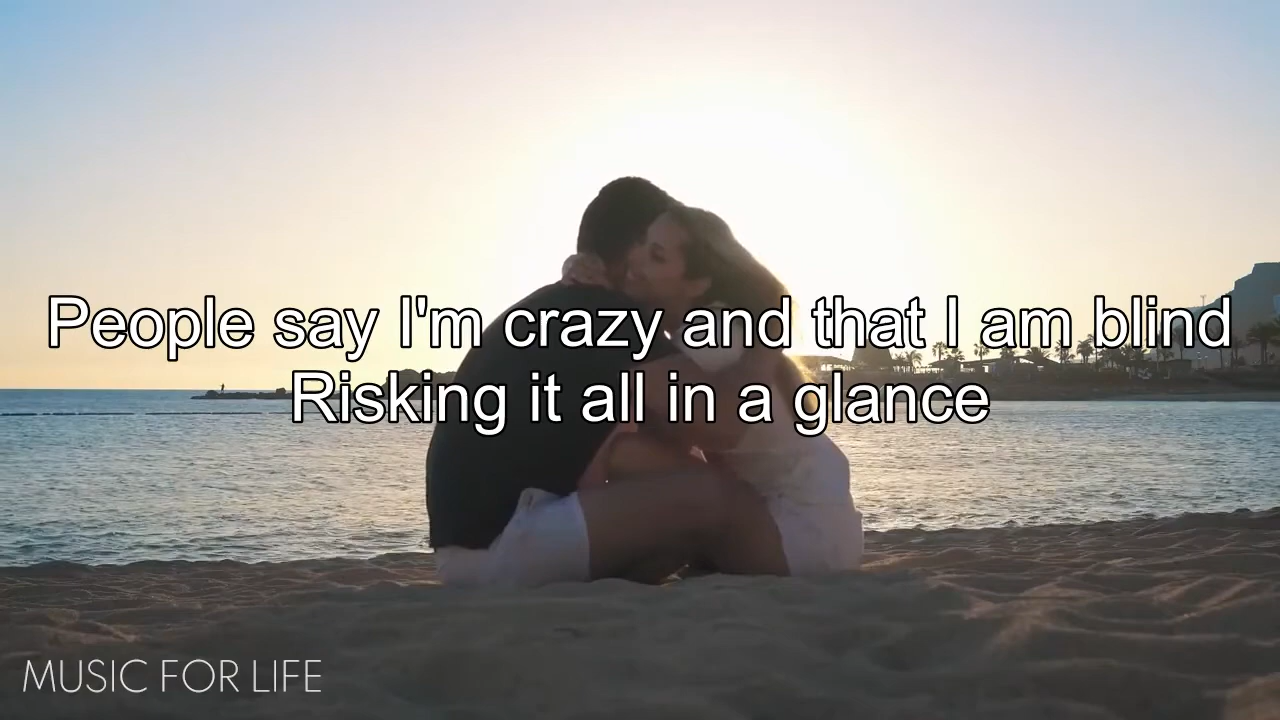 People say I'm crazy and that I am blind
Risking it all in a glance
MUSIC FOR LIFE